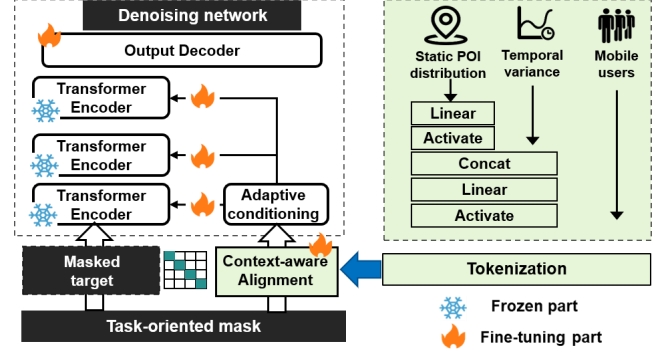 Denoising network
Output Decoder
Transformer
Encoder
Transformer
Encoder
Transformer
Encoder
Adaptive
conditioning
Masked
target
Context-aware
Alignment
Task-oriented mask
Static POI
distribution
Temporal
variance
Mobile
users
Linear
Activate
Concat
Linear
Activate
Tokenization
Frozen part
Fine-tuning part